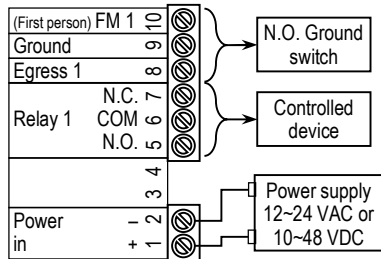 (First person) FM 1 10
Ground 9
Egress 1 8
N.C. 7
Relay 1 COM 6
N.O. 5
4
3
Power – 2
in + 1
N.O. Ground
switch
Controlled
device
Power supply
12~24 VAC or
10~48 VDC